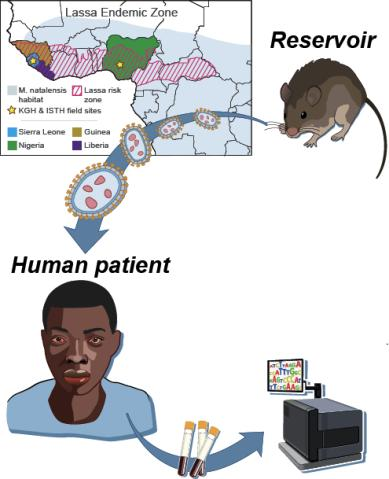 Lassa Endemic Zone
M. natalensis habitat
Lassa risk zone
KGH & ISTH field sites
Sierra Leone
Guinea
Nigeria
Liberia
Reservoir
Human patient